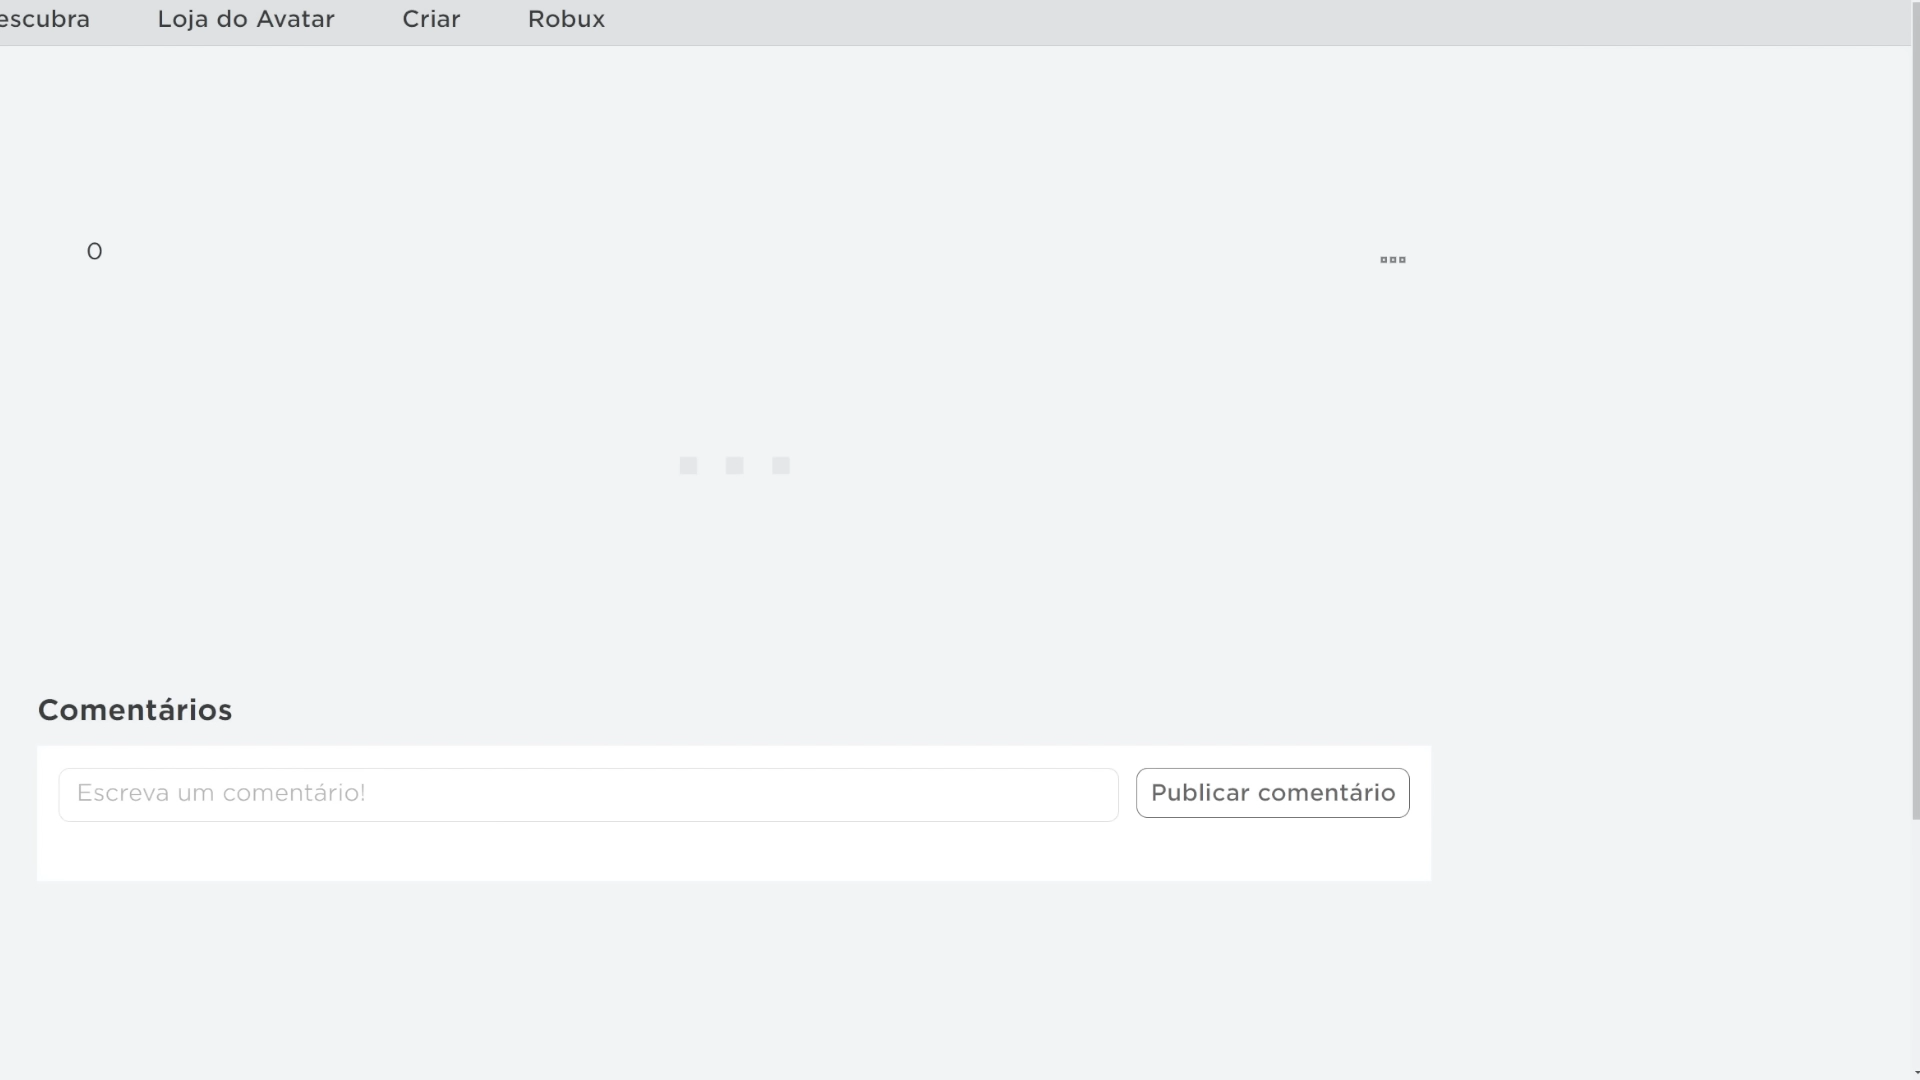 escubra Loja do Avatar Criar Robux
0
Comentários
Escreva um comentário!
Publicar comentário